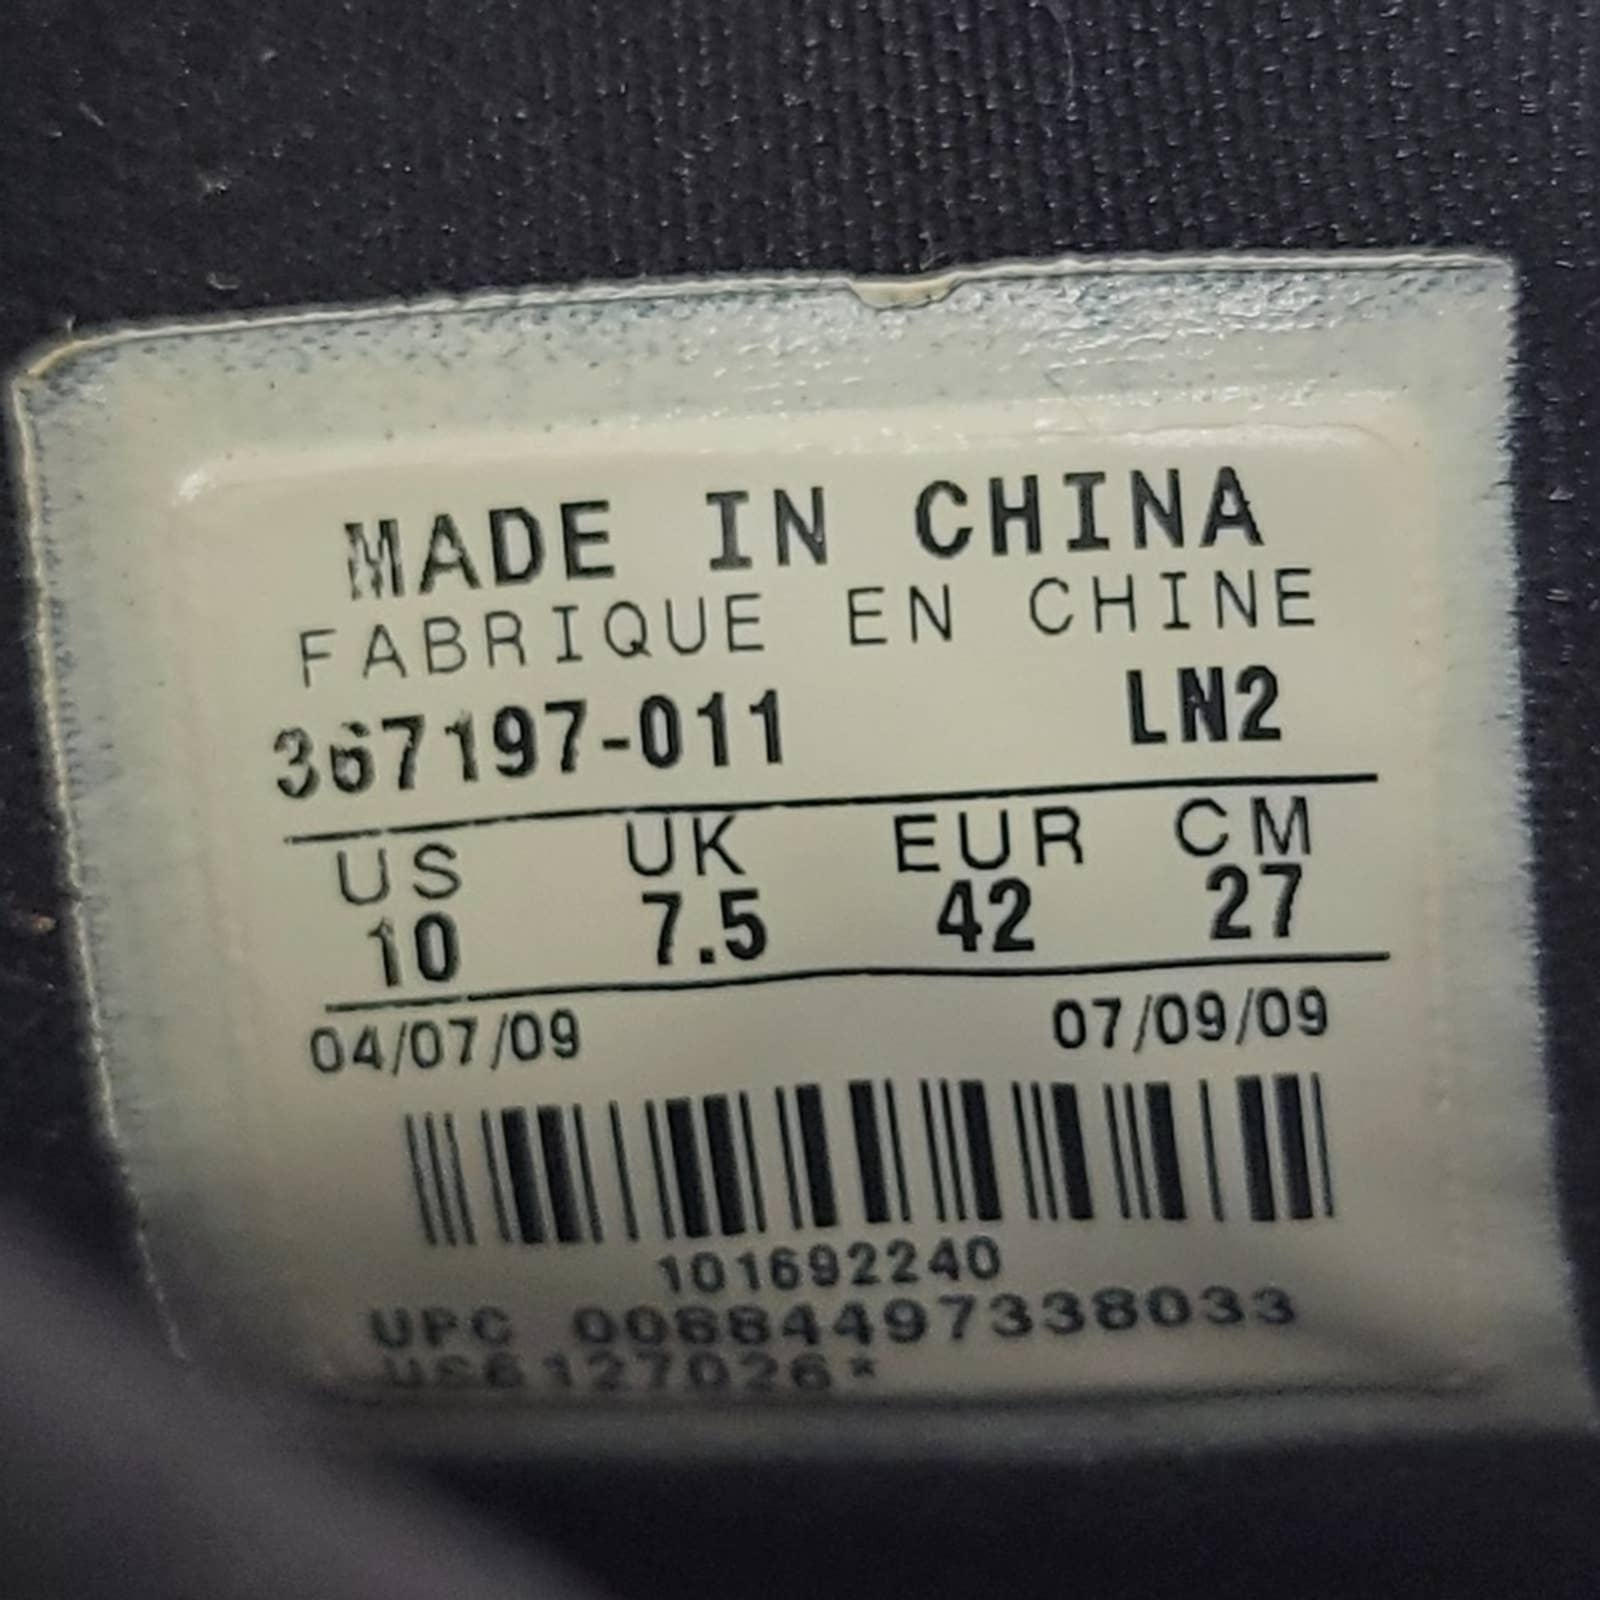 MADE IN CHINA
FABRIQUE EN CHINE
367197-011 LN2
US UK EUR CM
10 7.5 42 27
04/07/09 07/09/09
101692240
UPC 00884497338033
US6127026*